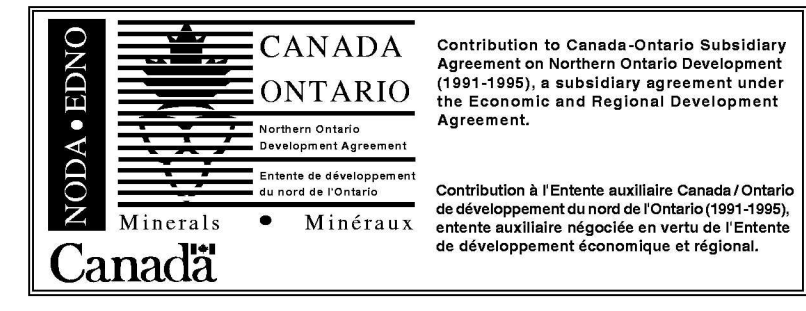 NODA • EDNO
CANADA
ONTARIO
Northern Ontario
Development Agreement
Entente de développement
du nord de l'Ontario
Minerals • Minéraux
Canada
Contribution to Canada-Ontario Subsidiary
Agreement on Northern Ontario Development
(1991-1995), a subsidiary agreement under
the Economic and Regional Development
Agreement.
Contribution à l'Entente auxiliaire Canada / Ontario
de développement du nord de l'Ontario (1991-1995),
entente auxiliaire négociée en vertu de l'Entente
de développement économique et régional.